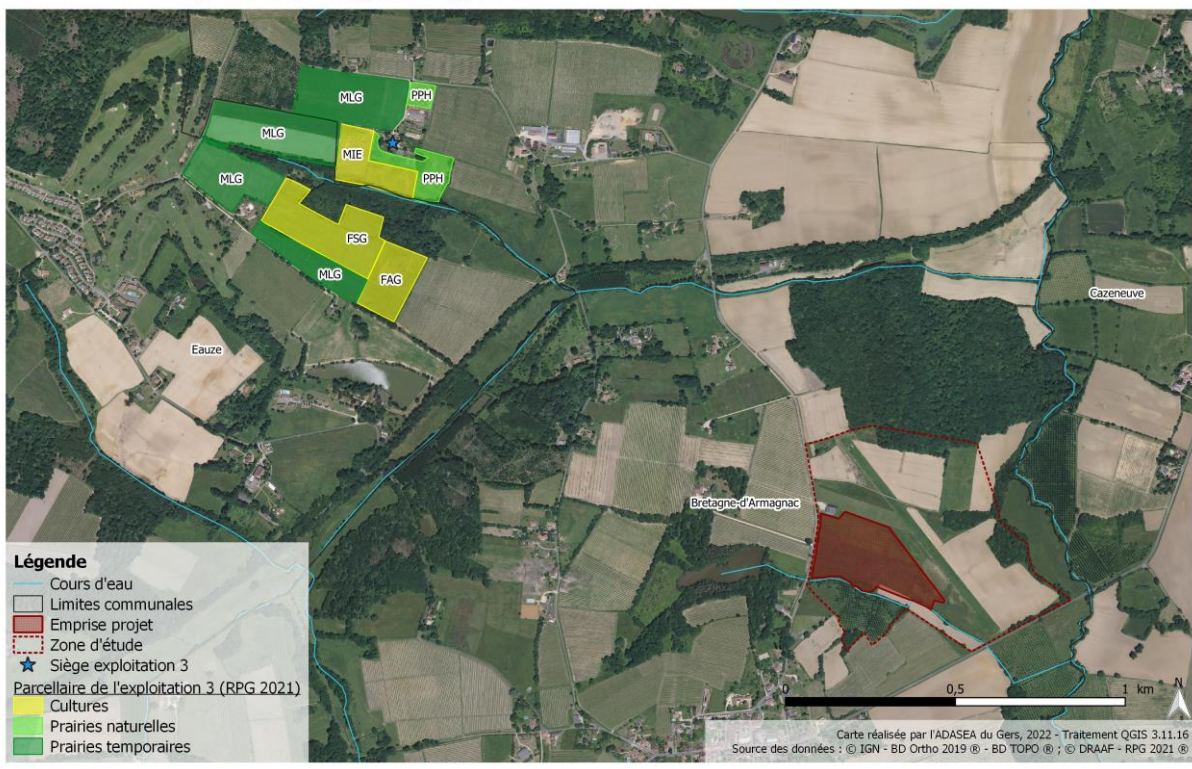 MLG
PPH
MLG
MIE
MLG
PPH
FSG
MLG
FAG
Cazeneuve
Eauze
Bretagne-d'Armagnac
Légende
Cours d'eau
Limites communales
Emprise projet
Zone d'étude
Siège exploitation 3
Parcellaire de l'exploitation 3 (RPG 2021)
Cultures
Prairies naturelles
Prairies temporaires
N
0 0,5 1 km
Carte réalisée par l'ADASEA du Gers, 2022 - Traitement QGIS 3.11.16
Source des données : © IGN - BD Ortho 2019 ® - BD TOPO ® ; © DRAAF - RPG 2021 ®